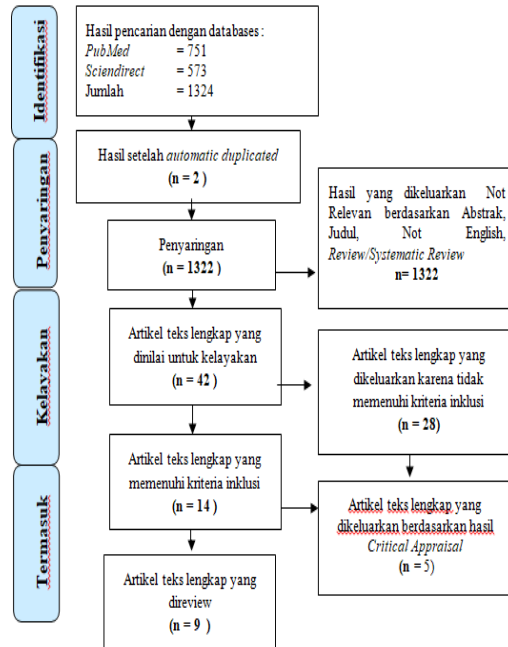 Identifikasi
Hasil pencarian dengan databases :
PubMed = 751
Sciendirect = 573
Jumlah = 1324
Penyaringan
Hasil setelah automatic duplicated
(n = 2 )
Penyaringan
(n = 1322 )
Hasil yang dikeluarkan Not
Relevan berdasarkan Abstrak,
Judul, Not English,
Review/Systematic Review
n= 1322
Kelayakan
Artikel teks lengkap yang
dinilai untuk kelayakan
(n = 42 )
Artikel teks lengkap yang
dikeluarkan karena tidak
memenuhi kriteria inklusi
(n = 28)
Artikel teks lengkap yang
memenuhi kriteria inklusi
(n = 14 )
Termasuk
Artikel teks lengkap yang
dikeluarkan berdasarkan hasil
Critical Appraisal
(n = 5)
Artikel teks lengkap yang
direview
(n = 9 )